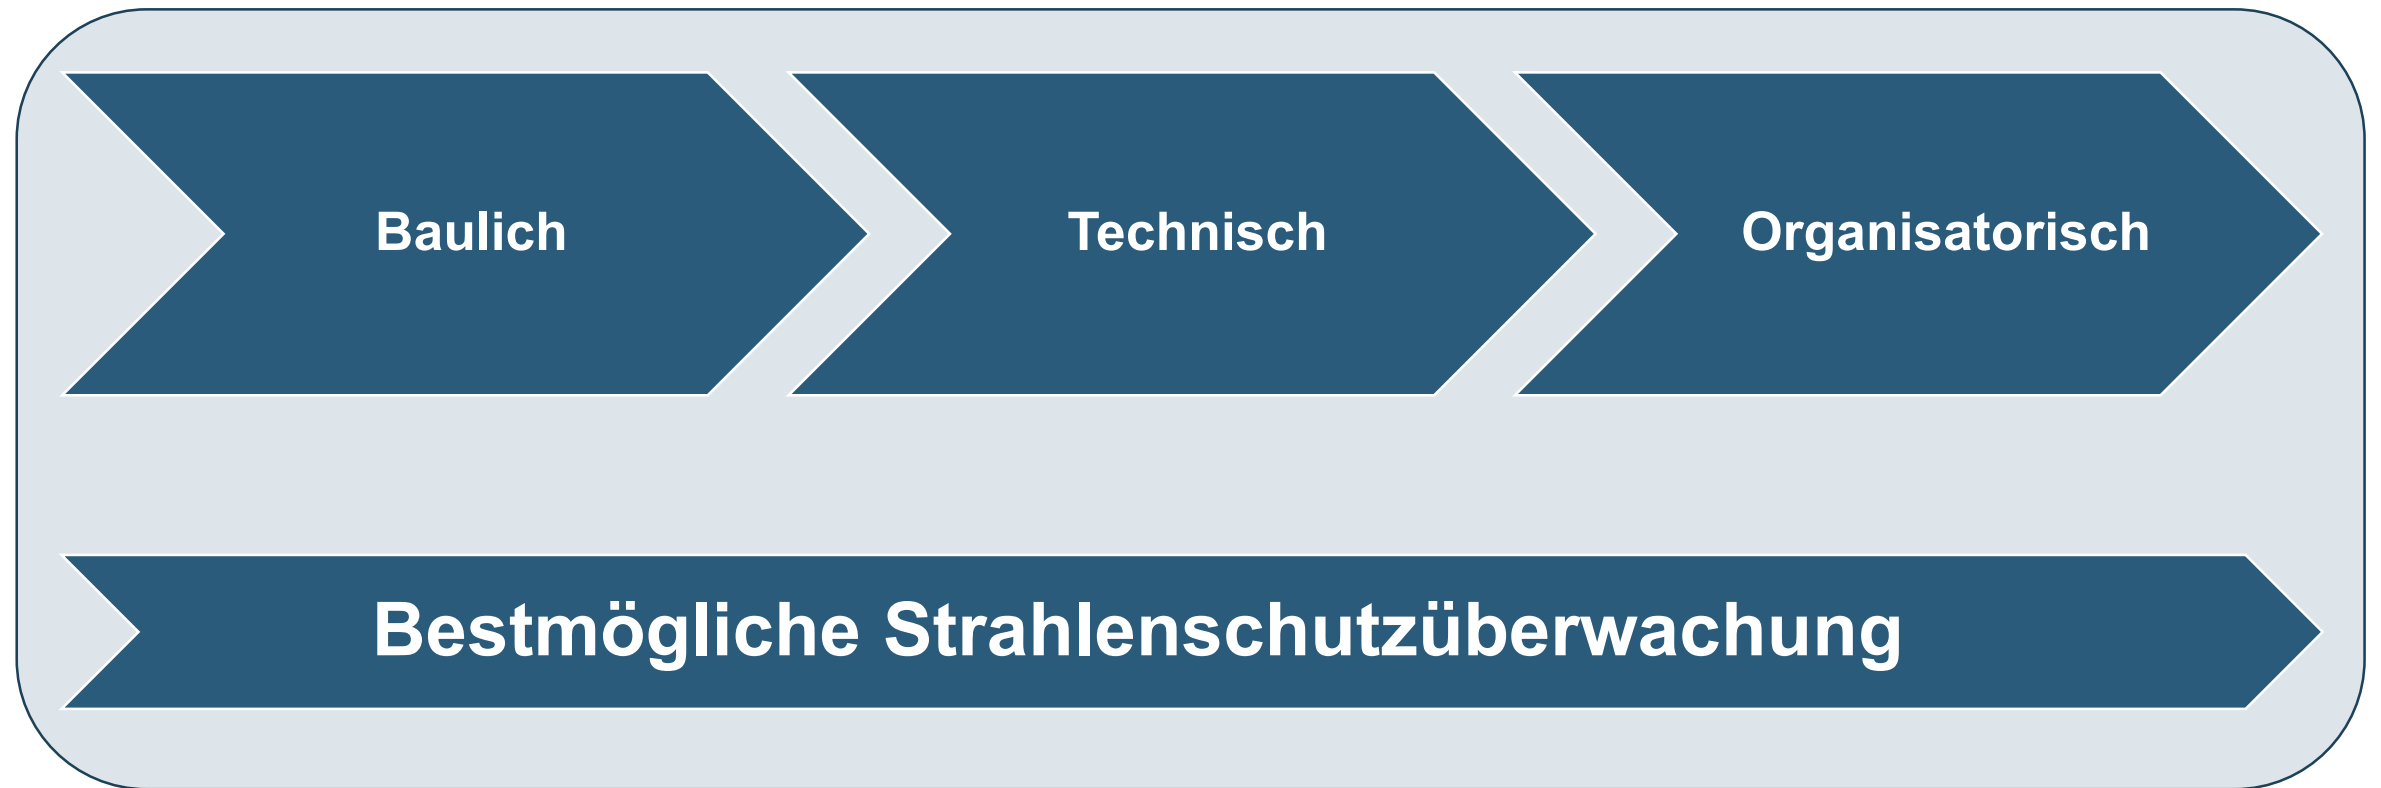 Baulich
Technisch
Organisatorisch
Bestmögliche Strahlenschutzüberwachung